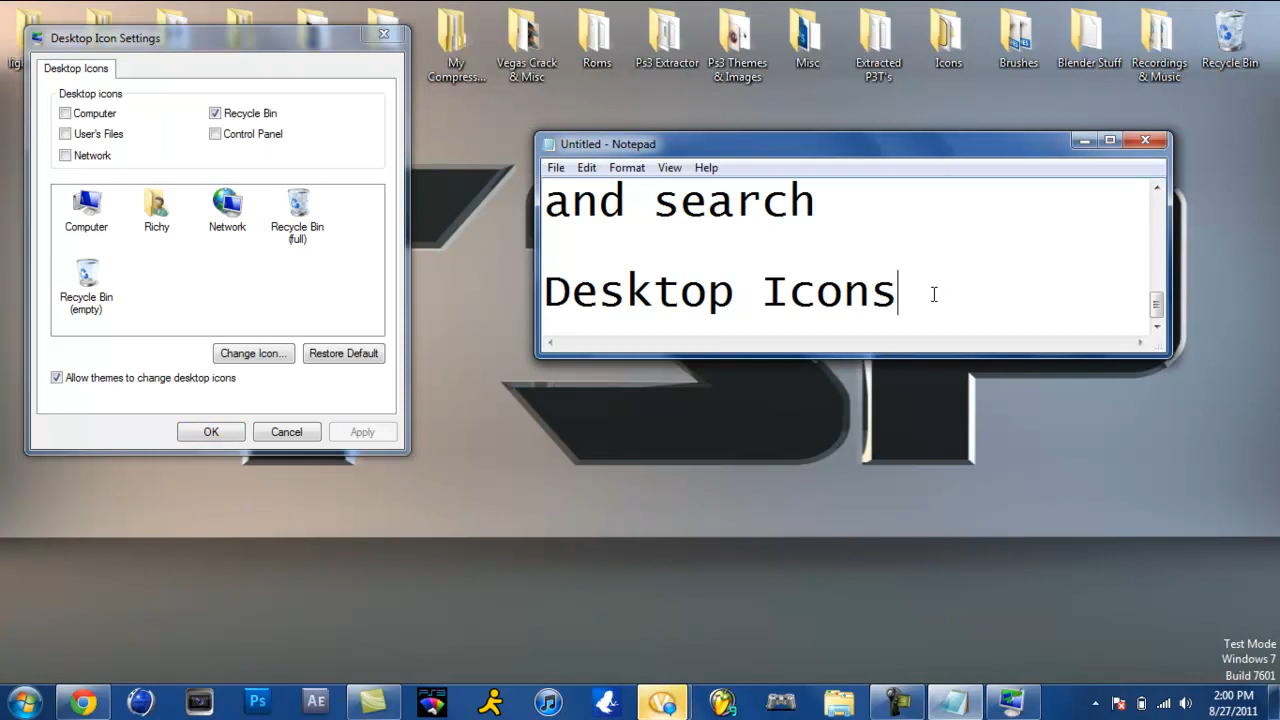 Desktop Icon Settings
Desktop Icons
Desktop icons
Computer
Recycle Bin
User's Files
Control Panel
Network
Computer
Richy
Network
Recycle Bin
(full)
Recycle Bin
(empty)
Change Icon...
Restore Default
Allow themes to change desktop icons
OK
Cancel
Apply
My
Compress...
Vegas Crack
& Misc
Roms
Ps3 Extractor
Ps3 Themes
& Images
Misc
Extracted
P3T's
Icons
Brushes
Blender Stuff
Recordings
& Music
Recycle Bin
Untitled - Notepad
File Edit Format View Help
and search
Desktop Icons
Test Mode
Windows 7
Build 7601
Ps
Ae
2:00 PM
8/27/2011